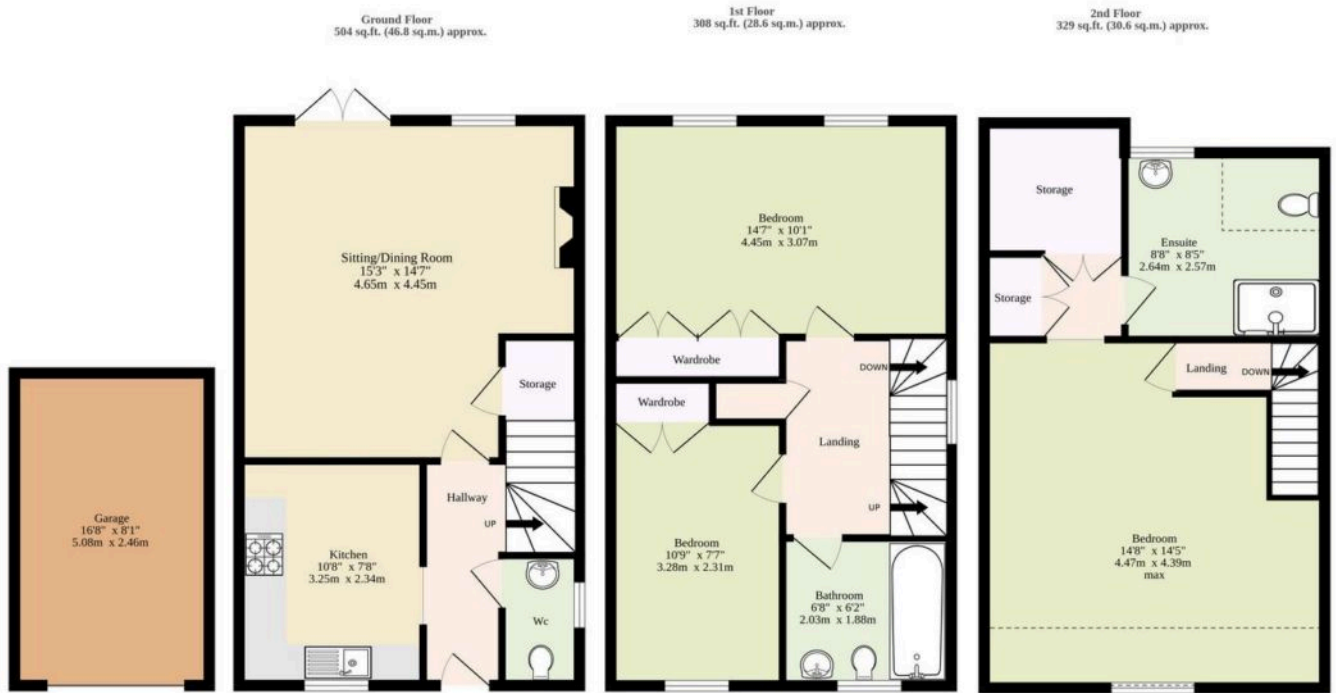 Ground Floor
504 sq.ft. (46.8 sq.m.) approx.
1st Floor
308 sq.ft. (28.6 sq.m.) approx.
2nd Floor
329 sq.ft. (30.6 sq.m.) approx.
Garage
16'8" x 8'1"
5.08m x 2.46m
Sitting/Dining Room
15'3" x 14'7"
4.65m x 4.45m
Storage
Hallway
UP
Kitchen
10'8" x 7'8"
3.25m x 2.34m
Wc
Bedroom
14'7" x 10'1"
4.45m x 3.07m
Wardrobe
Wardrobe
DOWN
Landing
UP
Bedroom
10'9" x 7'7"
3.28m x 2.31m
Bathroom
6'8" x 6'2"
2.03m x 1.88m
Storage
Ensuite
8'8" x 8'5"
2.64m x 2.57m
Storage
Landing
DOWN
Bedroom
14'8" x 14'5"
4.47m x 4.39m
max